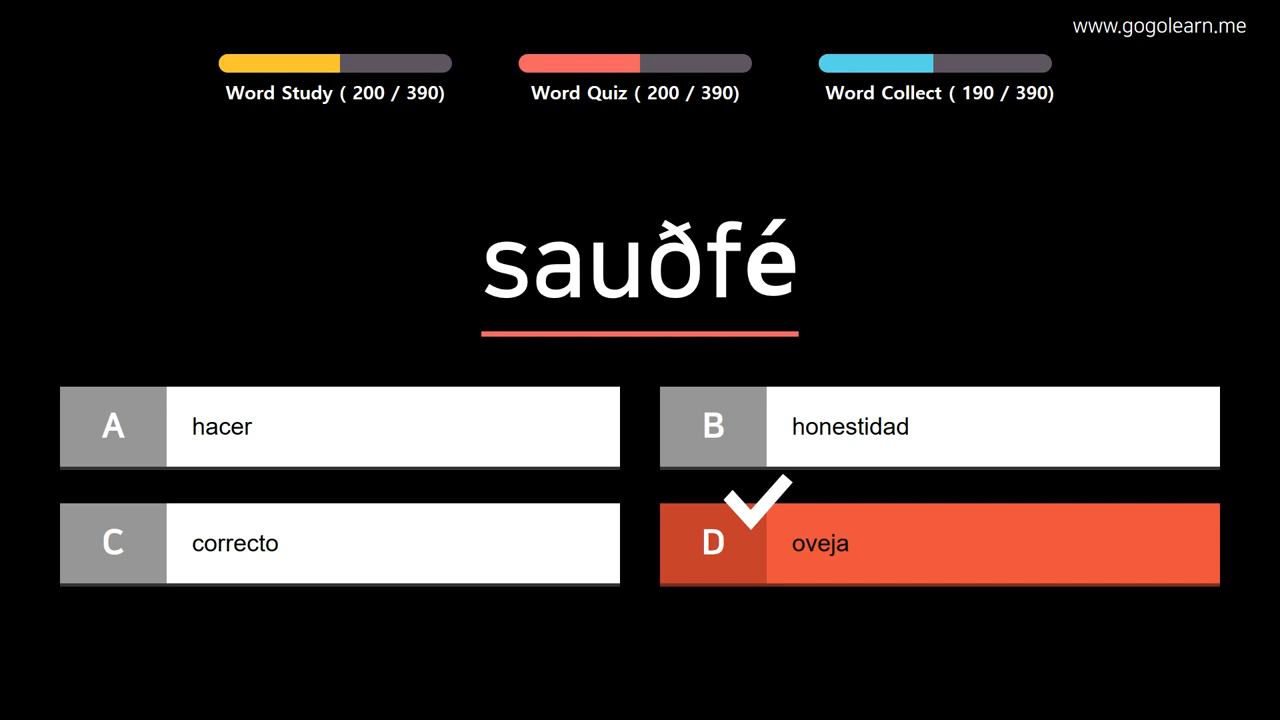 www.gogolearn.me
Word Study ( 200 / 390)
Word Quiz ( 200 / 390)
Word Collect ( 190 / 390)
sauðfé
A
hacer
B
honestidad
C
correcto
D
oveja